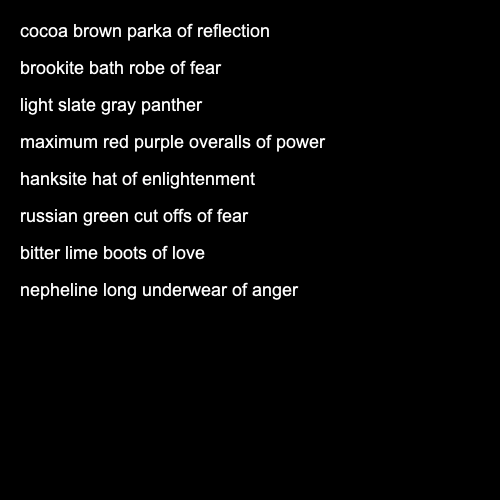 cocoa brown parka of reflection
brookite bath robe of fear
light slate gray panther
maximum red purple overalls of power
hanksite hat of enlightenment
russian green cut offs of fear
bitter lime boots of love
nepheline long underwear of anger